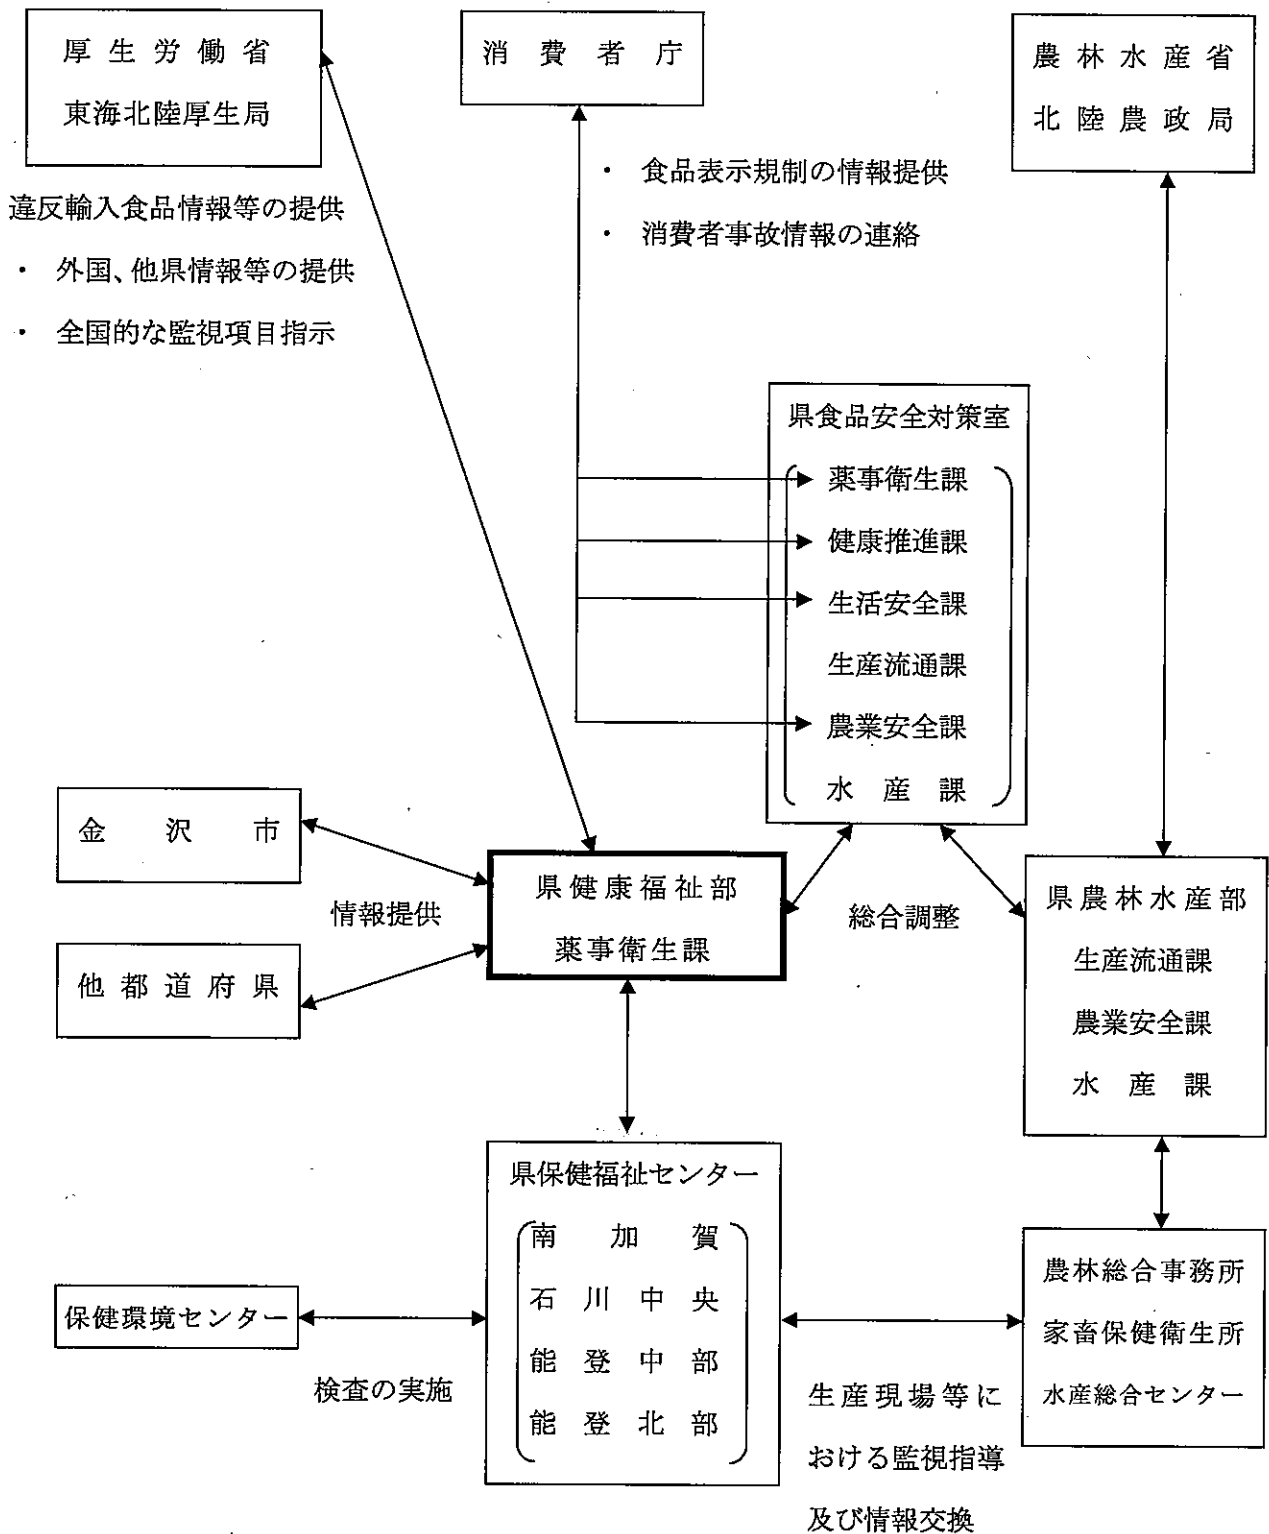 厚生労働省
東海北陸厚生局
消費者庁
農林水産省
北陸農政局
違反輸入食品情報等の提供
・ 外国、他県情報等の提供
・ 全国的な監視項目指示
・ 食品表示規制の情報提供
・ 消費者事故情報の連絡
県食品安全対策室
薬事衛生課
健康推進課
生活安全課
生産流通課
農業安全課
水産課
金沢市
情報提供
他都道府県
県健康福祉部
薬事衛生課
総合調整
県農林水産部
生産流通課
農業安全課
水産課
県保健福祉センター
南加賀
石川中央
能登中部
能登北部
保健環境センター
検査の実施
農林総合事務所
家畜保健衛生所
水産総合センター
生産現場等に
おける監視指導
及び情報交換